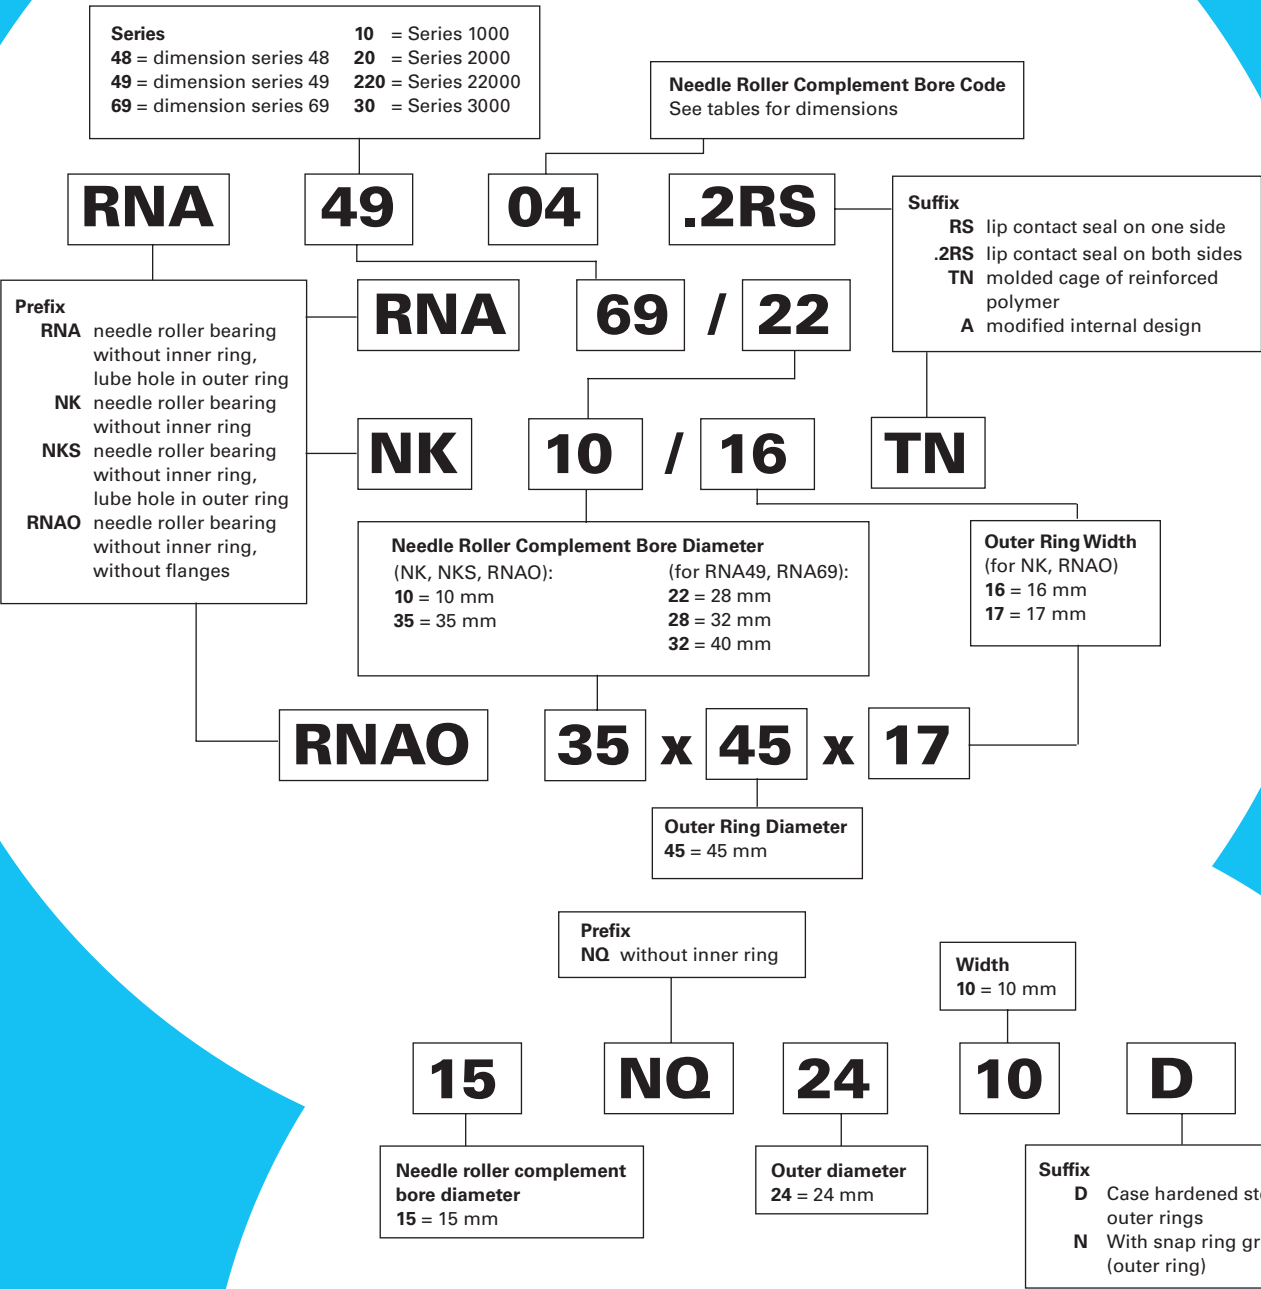 Series
48 = dimension series 48
49 = dimension series 49
69 = dimension series 69
10 = Series 1000
20 = Series 2000
220 = Series 22000
30 = Series 3000
Needle Roller Complement Bore Code
See tables for dimensions
RNA 49 04 .2RS
Suffix
RS lip contact seal on one side
.2RS lip contact seal on both sides
TN molded cage of reinforced
polymer
A modified internal design
Prefix
RNA needle roller bearing
without inner ring,
lube hole in outer ring
NK needle roller bearing
without inner ring
NKS needle roller bearing
without inner ring,
lube hole in outer ring
RNAO needle roller bearing
without inner ring,
without flanges
RNA 69 / 22
NK 10 / 16 TN
Needle Roller Complement Bore Diameter
(NK, NKS, RNAO):
10 = 10 mm
35 = 35 mm
(for RNA49, RNA69):
22 = 28 mm
28 = 32 mm
32 = 40 mm
Outer Ring Width
(for NK, RNAO)
16 = 16 mm
17 = 17 mm
RNAO 35 x 45 x 17
Outer Ring Diameter
45 = 45 mm
Prefix
NQ without inner ring
Width
10 = 10 mm
15 NQ 24 10 D
Needle roller complement
bore diameter
15 = 15 mm
Outer diameter
24 = 24 mm
Suffix
D Case hardened
outer rings
N With snap ring
(outer ring)